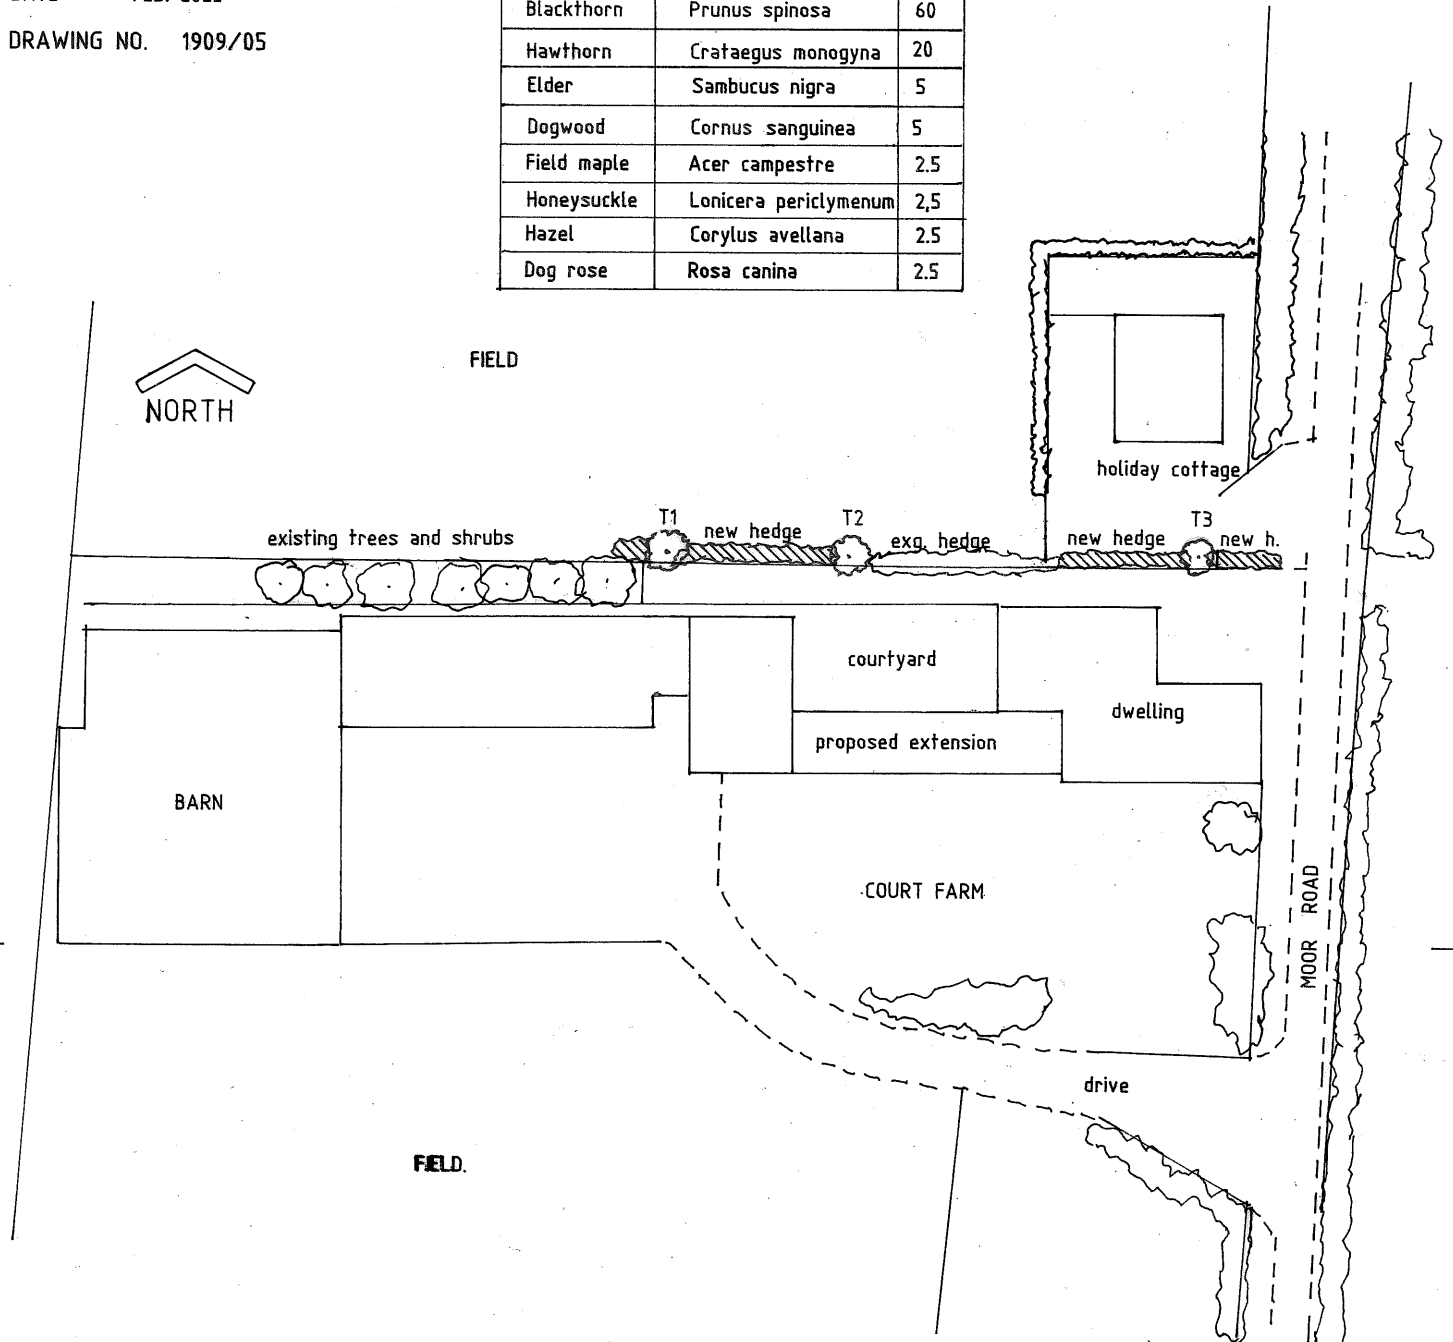 DRAWING NO. 1909/05
Blackthorn Prunus spinosa 60
Hawthorn Crataegus monogyna 20
Elder Sambucus nigra 5
Dogwood Cornus sanguinea 5
Field maple Acer campestre 2.5
Honeysuckle Lonicera periclymenum 2,5
Hazel Corylus avellana 2.5
Dog rose Rosa canina 2.5
FIELD
NORTH
holiday cottage
T1
T2
T3
existing trees and shrubs
new hedge
exg. hedge
new hedge
new h.
courtyard
dwelling
proposed extension
BARN
COURT FARM
MOOR ROAD
drive
FIELD.